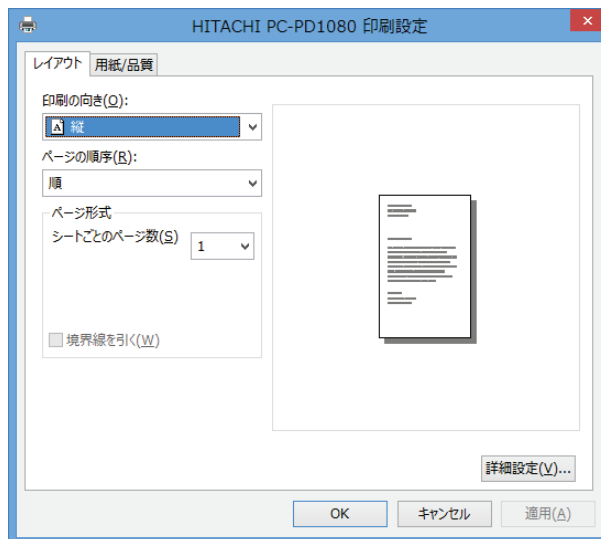 HITACHI PC-PD1080 印刷設定
レイアウト 用紙/品質
印刷の向き(O):
A 縦
ページの順序(R):
順
ページ形式
シートごとのページ数(S) 1
境界線を引く(W)
詳細設定(V)...
OK キャンセル 適用(A)